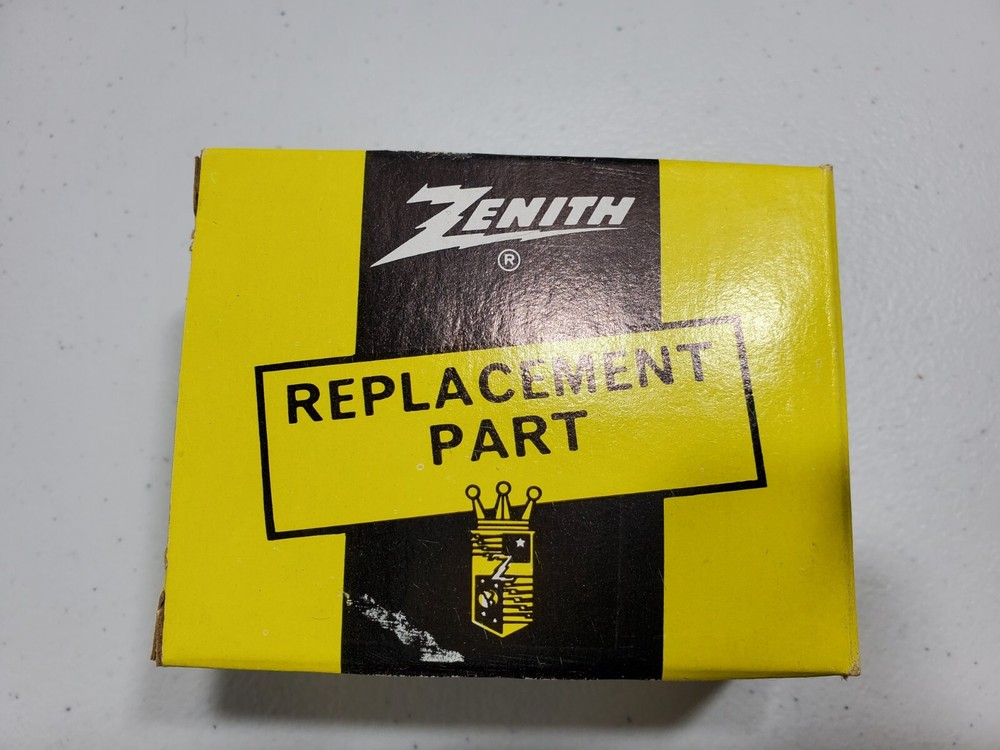 ZENITH
®
REPLACEMENT
PART
Z